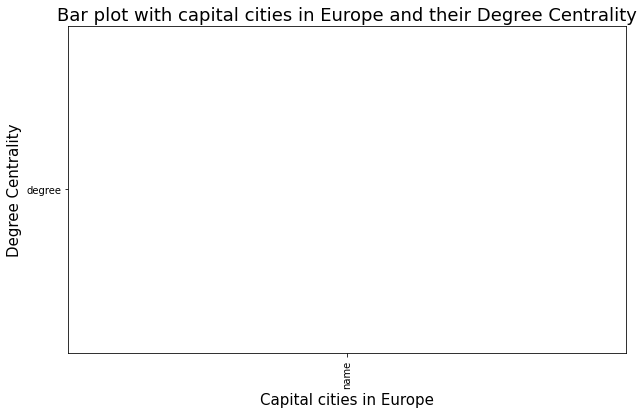 Bar plot with capital cities in Europe and their Degree Centrality
Degree Centrality
degree
name
Capital cities in Europe